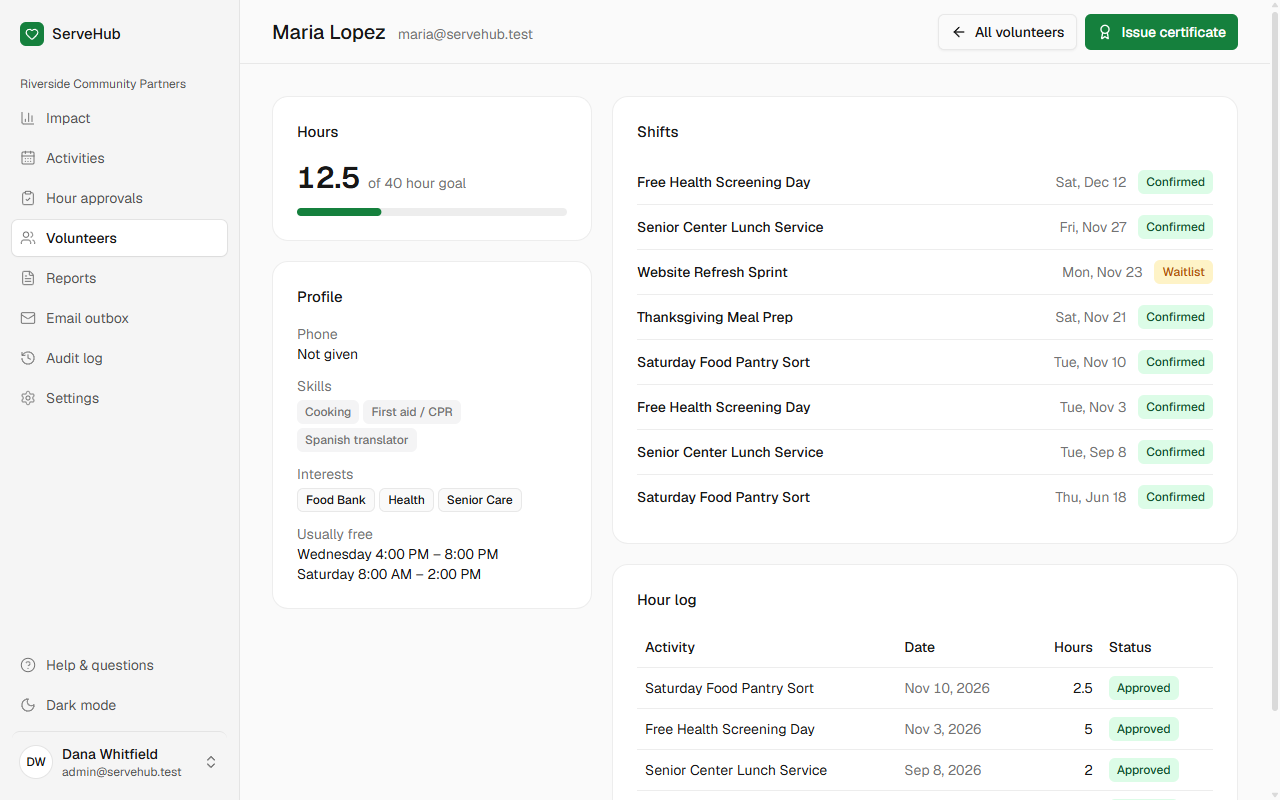 ServeHub
Riverside Community Partners
Impact
Activities
Hour approvals
Volunteers
Reports
Email outbox
Audit log
Settings
Help & questions
Dark mode
DW
Dana Whitfield
admin@servehub.test
Maria Lopez maria@servehub.test
All volunteers
Issue certificate
Hours
12.5 of 40 hour goal
Profile
Phone
Not given
Skills
Cooking First aid / CPR
Spanish translator
Interests
Food Bank Health Senior Care
Usually free
Wednesday 4:00 PM – 8:00 PM
Saturday 8:00 AM – 2:00 PM
Shifts
Free Health Screening Day Sat, Dec 12 Confirmed
Senior Center Lunch Service Fri, Nov 27 Confirmed
Website Refresh Sprint Mon, Nov 23 Waitlist
Thanksgiving Meal Prep Sat, Nov 21 Confirmed
Saturday Food Pantry Sort Tue, Nov 10 Confirmed
Free Health Screening Day Tue, Nov 3 Confirmed
Senior Center Lunch Service Tue, Sep 8 Confirmed
Saturday Food Pantry Sort Thu, Jun 18 Confirmed
Hour log
Activity Date Hours Status
Saturday Food Pantry Sort Nov 10, 2026 2.5 Approved
Free Health Screening Day Nov 3, 2026 5 Approved
Senior Center Lunch Service Sep 8, 2026 2 Approved